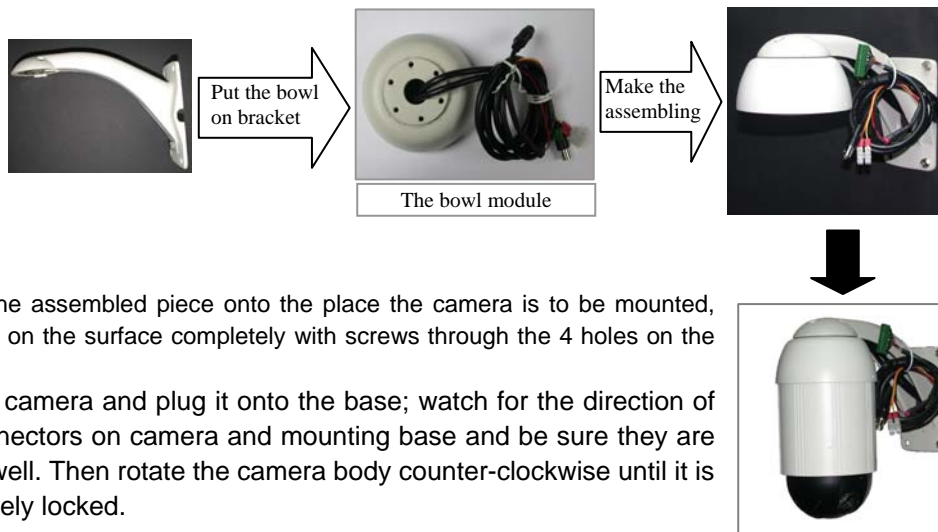 Put the bowl
on bracket
Make the
assembling
The bowl module
assembled piece onto the place the camera is to be mounted,
on the surface completely with screws through the 4 holes on the
camera and plug it onto the base; watch for the direction of
on camera and mounting base and be sure they are
well. Then rotate the camera body counter-clockwise until it is
locked.